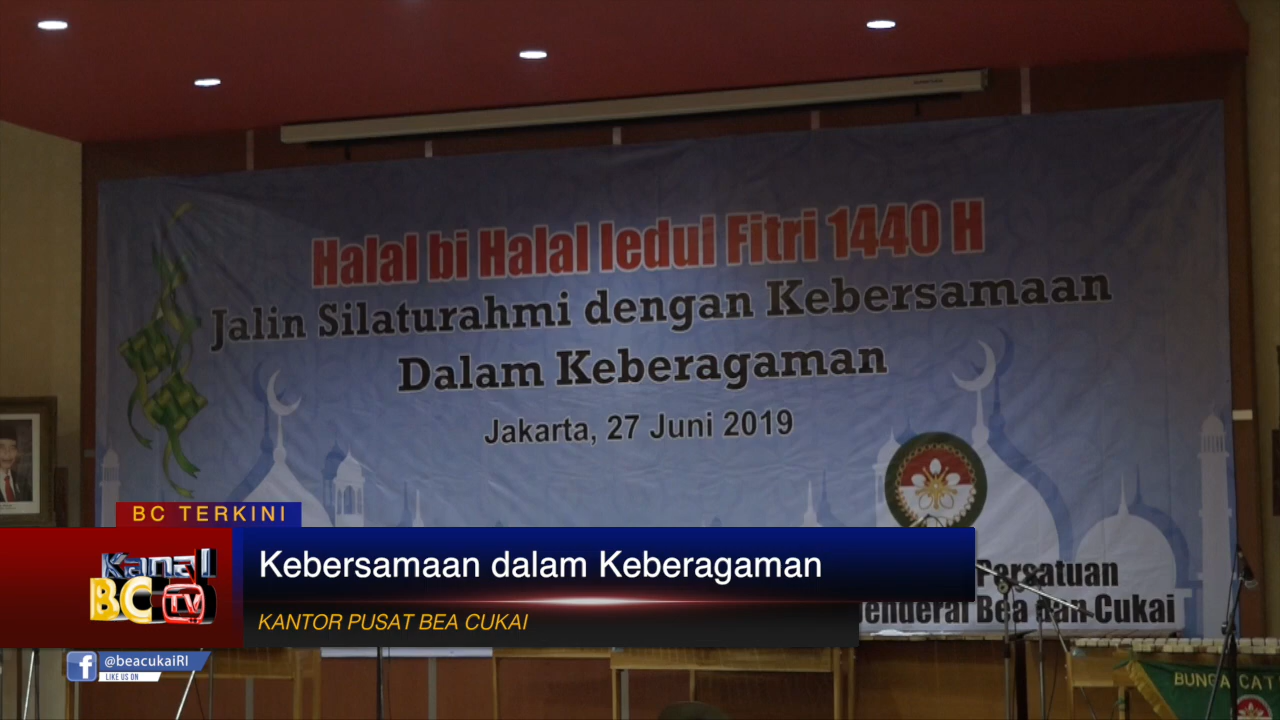 Halal bi Halal Iedul Fitri 1440 H
Jalin Silaturahmi dengan Kebersamaan
Dalam Keberagaman
Jakarta, 27 Juni 2019
BC TERKINI
Kanal
BC TV
Kebersamaan dalam Keberagaman
KANTOR PUSAT BEA CUKAI
Persatuan
Bea dan Cukai
@beacukaiRI
LIKE US ON
BUNGA